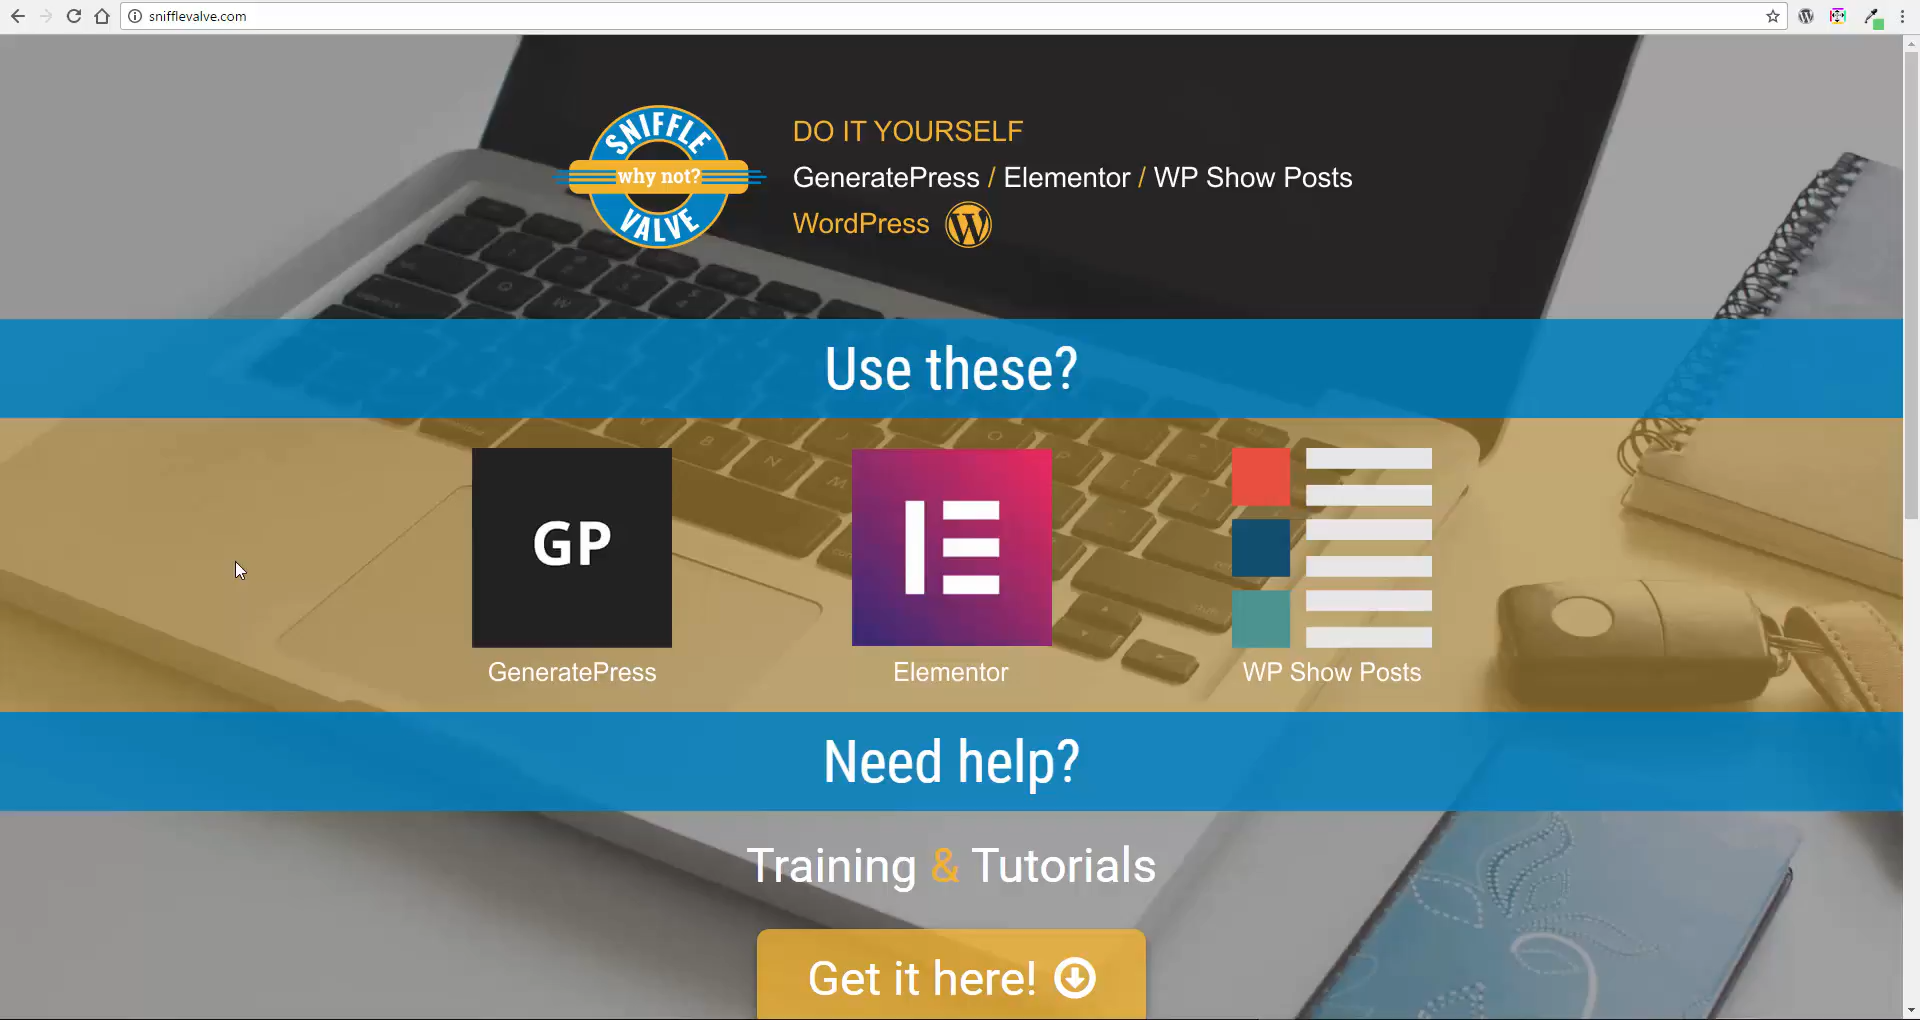 snifflevalve.com
SNIFFLE
why not?
VALVE
DO IT YOURSELF
GeneratePress / Elementor / WP Show Posts
WordPress
Use these?
GP
GeneratePress
Elementor
WP Show Posts
Need help?
Training & Tutorials
Get it here!